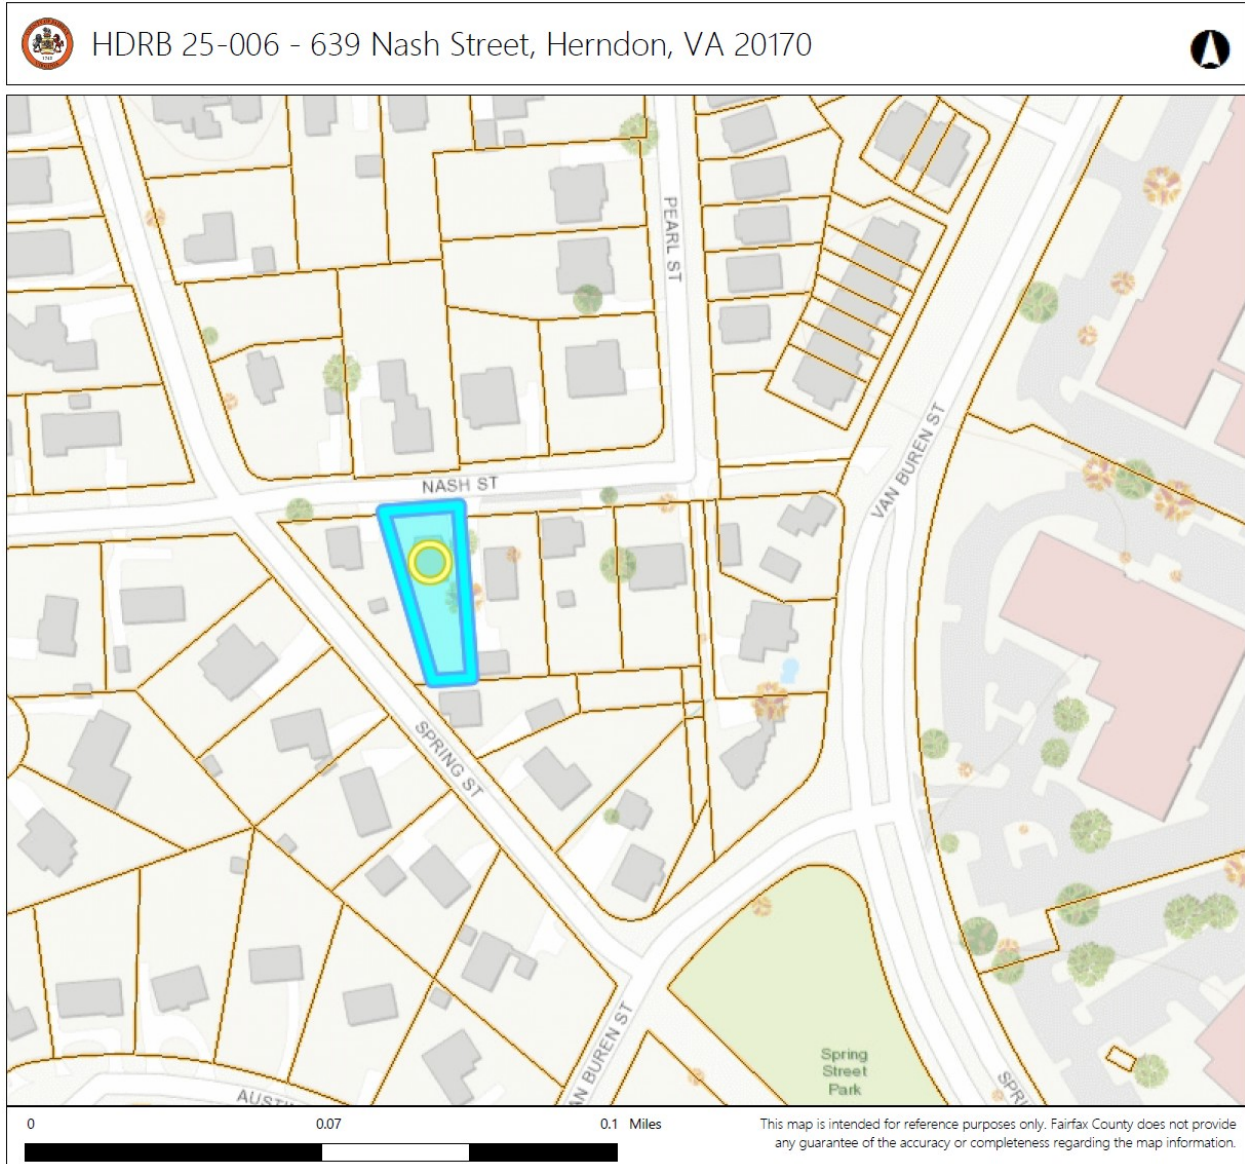 HDRB 25-006 - 639 Nash Street, Herndon, VA 20170
PEARL ST
NASH ST
VAN BUREN ST
SPRING ST
Spring
Street
Park
VAN BUREN ST
SPRI
AUSTI
0 0.07 0.1 Miles
This map is intended for reference purposes only. Fairfax County does not provide
any guarantee of the accuracy or completeness regarding the map information.